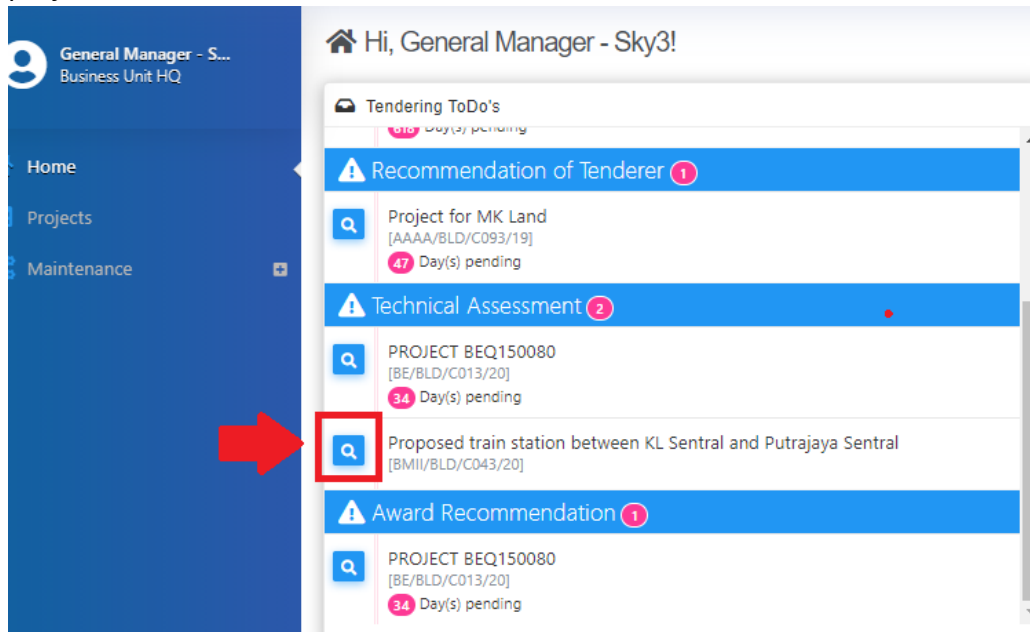 General Manager - S...
Business Unit HQ
Home
Projects
Maintenance
Hi, General Manager - Sky3!
Tendering ToDo's
618 Day(s) pending
Recommendation of Tenderer 1
Project for MK Land
[AAAA/BLD/C093/19]
47 Day(s) pending
Technical Assessment 2
PROJECT BEQ150080
[BE/BLD/C013/20]
34 Day(s) pending
Proposed train station between KL Sentral and Putrajaya Sentral
[BMII/BLD/C043/20]
Award Recommendation 1
PROJECT BEQ150080
[BE/BLD/C013/20]
34 Day(s) pending